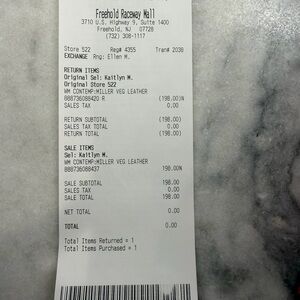 Freehold Raceway Mall
3710 U.S. Highway 9, Suite 1400
Freehold, NJ 07728
(732) 308-1117
Store 522 Reg# 4355 Tran# 2038
EXCHANGE Rng: Ellen M.
RETURN ITEMS
Original Sel: Kaitlyn M.
Original Store 522
WM CONTEMP:MILLER VEG LEATHER
888736088420 R (198.00)N
SALES TAX 0.00
RETURN SUBTOTAL (198.00)
SALES TAX TOTAL 0.00
RETURN TOTAL (198.00)
SALE ITEMS
Sel: Kaitlyn M.
WM CONTEMP:MILLER VEG LEATHER
888736088437 198.00N
SALE SUBTOTAL 198.00
SALES TAX 0.00
SALE TOTAL 198.00
NET TOTAL 0.00
TOTAL 0.00
Total Items Returned = 1
Total Items Purchased = 1